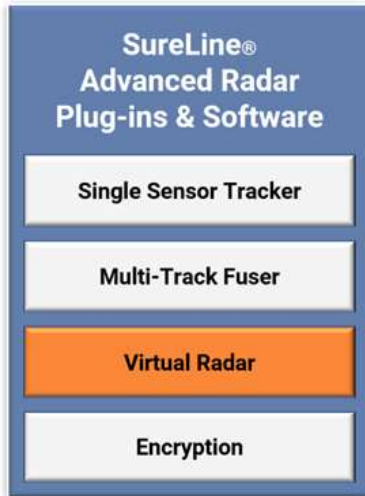 SureLine®
Advanced Radar
Plug-ins & Software
Single Sensor Tracker
Multi-Track Fuser
Virtual Radar
Encryption